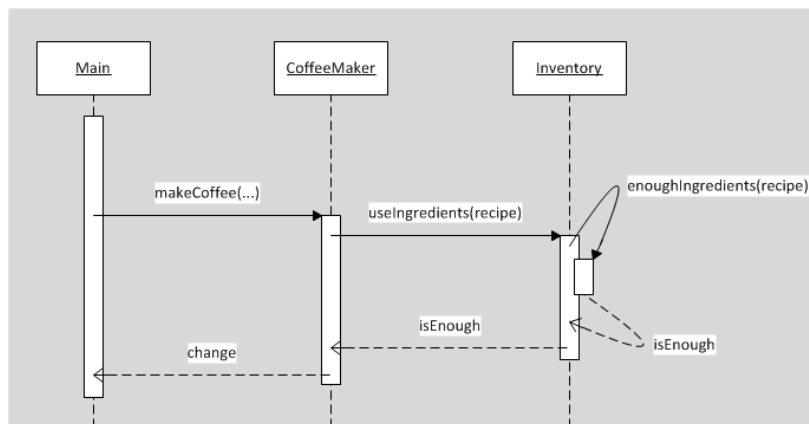 Main
CoffeeMaker
Inventory
enoughIngredients(recipe)
makeCoffee(...)
useIngredients(recipe)
isEnough
isEnough
change